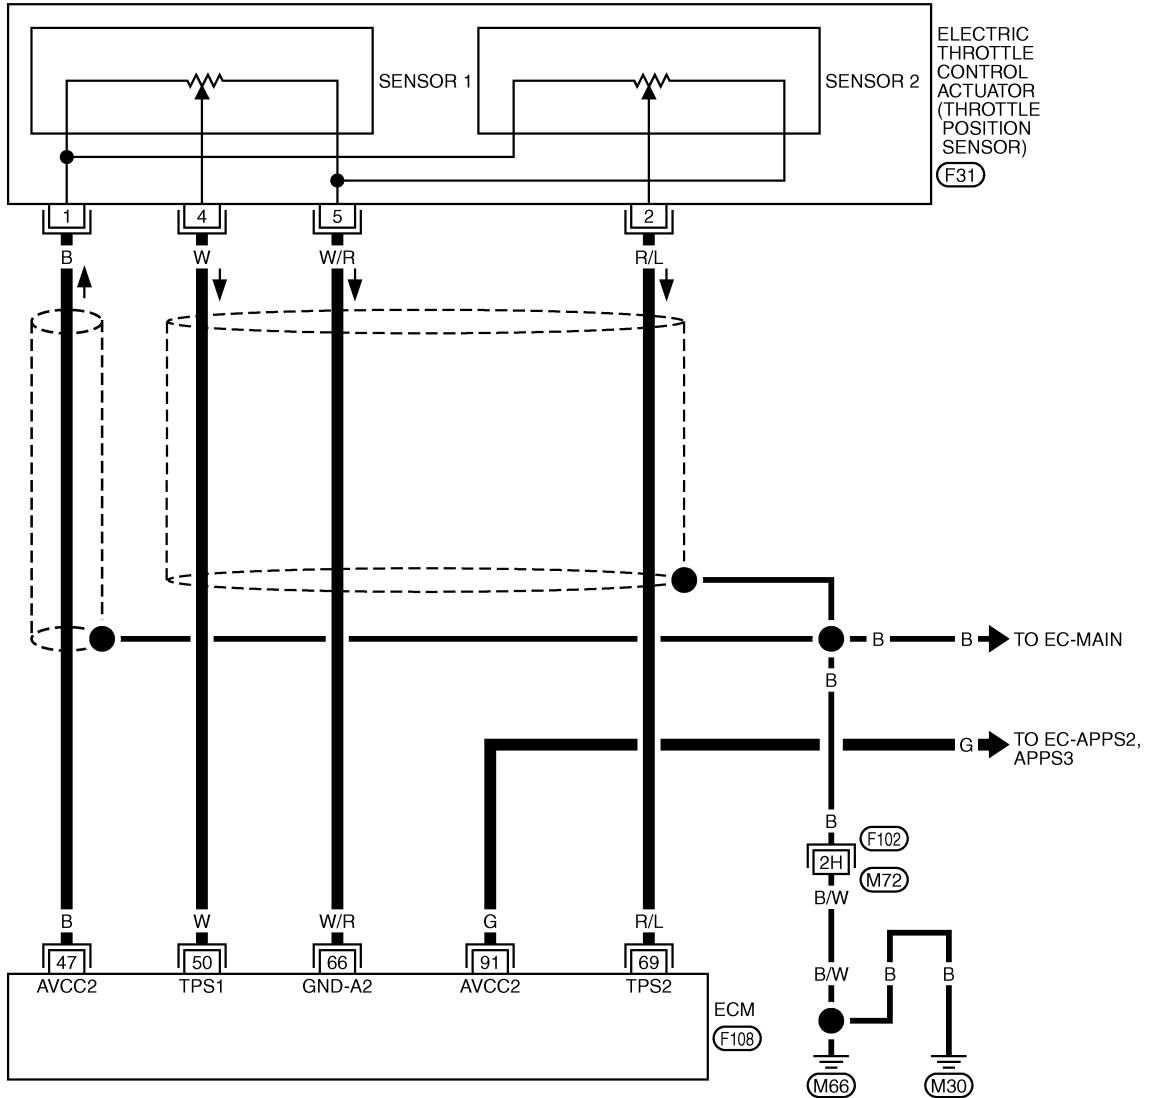 ELECTRIC
THROTTLE
CONTROL
ACTUATOR
(THROTTLE
POSITION
SENSOR)
F31
SENSOR 1
SENSOR 2
1
4
5
2
B
W
W/R
R/L
B
B
TO EC-MAIN
B
G
TO EC-APPS2,
APPS3
B
F102
2H
M72
B/W
B
W
W/R
G
R/L
47
50
66
91
69
AVCC2
TPS1
GND-A2
AVCC2
TPS2
B/W
B
B
ECM
F108
M66
M30